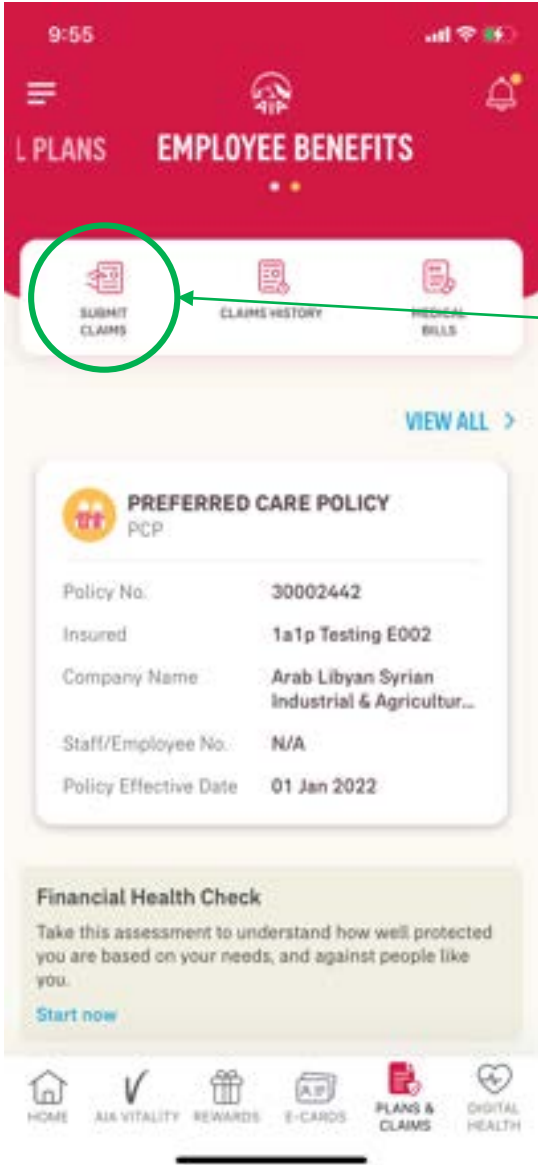 9:55
AIA
L PLANS EMPLOYEE BENEFITS
SUBMIT CLAIMS
CLAIMS HISTORY
MEDICAL BILLS
VIEW ALL >
PREFERRED CARE POLICY
PCP
Policy No. 30002442
Insured 1a1p Testing E002
Company Name Arab Libyan Syrian
Industrial & Agricultur...
Staff/Employee No. N/A
Policy Effective Date 01 Jan 2022
Financial Health Check
Take this assessment to understand how well protected
you are based on your needs, and against people like
you.
Start now
HOME
AIA VITALITY
REWARDS
E-CARDS
PLANS & CLAIMS
DIGITAL HEALTH